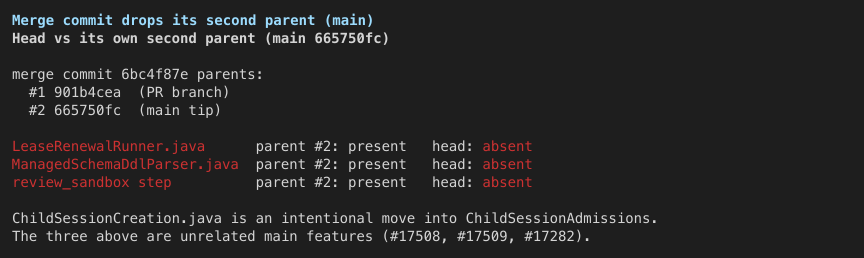 Merge commit drops its second parent (main)
Head vs its own second parent (main 665750fc)
merge commit 6bc4f87e parents:
#1 901b4cea (PR branch)
#2 665750fc (main tip)
LeaseRenewalRunner.java parent #2: present head: absent
ManagedSchemaDdlParser.java parent #2: present head: absent
review_sandbox step parent #2: present head: absent
ChildSessionCreation.java is an intentional move into ChildSessionAdmissions.
The three above are unrelated main features (#17508, #17509, #17282).